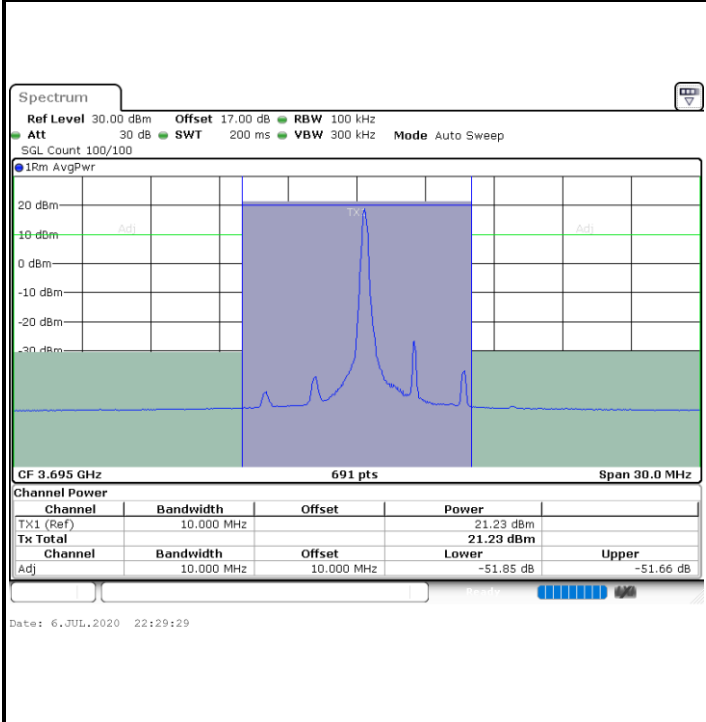 Spectrum
Ref Level 30.00 dBm Offset 17.00 dB RBW 100 kHz
Att 30 dB SWT 200 ms VBW 300 kHz Mode Auto Sweep
SGL Count 100/100
1Rm AvgPwr
20 dBm
TX1
Adj Adj
10 dBm
0 dBm
-10 dBm
-20 dBm
-30 dBm
CF 3.695 GHz 691 pts Span 30.0 MHz
Channel Power
Channel Bandwidth Offset Power
TX1 (Ref) 10.000 MHz 21.23 dBm
Tx Total 21.23 dBm
Channel Bandwidth Offset Lower Upper
Adj 10.000 MHz 10.000 MHz -51.85 dB -51.66 dB
Ready
Date: 6.JUL.2020 22:29:29